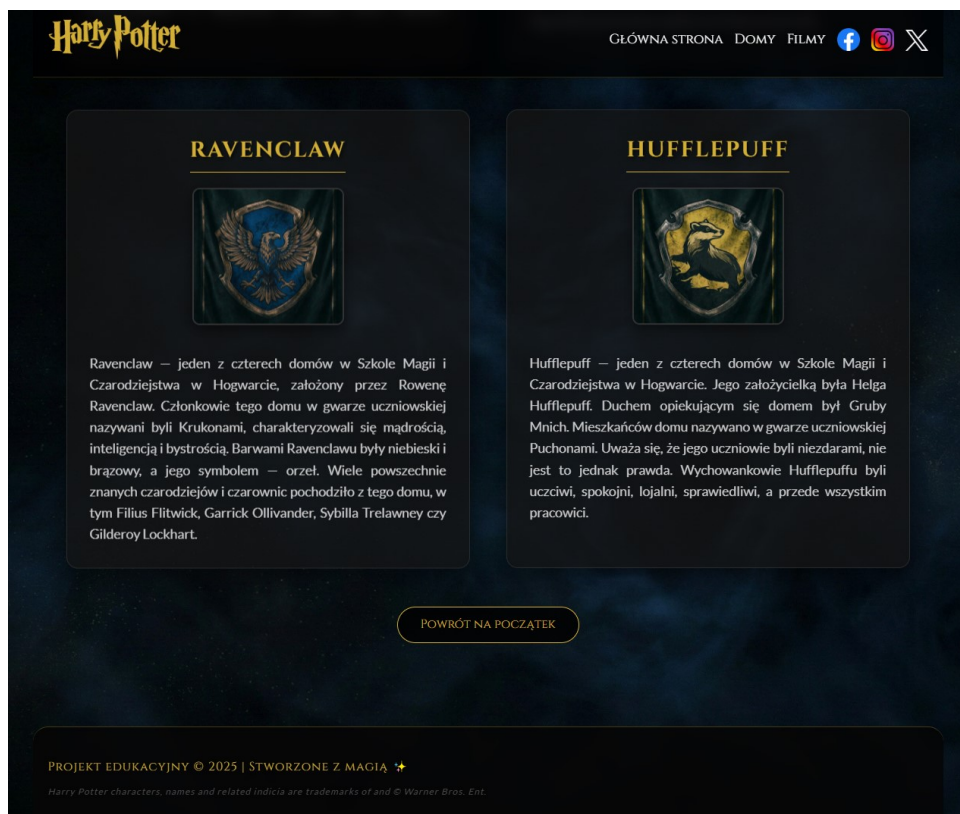 Harry Potter
Główna strona Domy Filmy
RAVENCLAW
Ravenclaw — jeden z czterech domów w Szkole Magii i
Czarodziejstwa w Hogwarcie, założony przez Rowenę
Ravenclaw. Członkowie tego domu w gwarze uczniowskiej
nazywani byli Krukonami, charakteryzowali się mądrością,
inteligencją i bystrością. Barwami Ravenclawu były niebieski i
brązowy, a jego symbolem — orzeł. Wiele powszechnie
znanych czarodziejów i czarownic pochodziło z tego domu, w
tym Filius Flitwick, Garrick Ollivander, Sybilla Trelawney czy
Gilderoy Lockhart.
HUFFLEPUFF
Hufflepuff — jeden z czterech domów w Szkole Magii i
Czarodziejstwa w Hogwarcie. Jego założycielką była Helga
Hufflepuff. Duchem opiekującym się domem był Gruby
Mnich. Mieszkańców domu nazywano w gwarze uczniowskiej
Puchonami. Uważa się, że jego uczniowie byli niezdarami, nie
jest to jednak prawda. Wychowankowie Hufflepuffu byli
uczciwi, spokojni, lojalni, sprawiedliwi, a przede wszystkim
pracowici.
Powrót na początek
Projekt edukacyjny © 2025 | Stworzone z magią ✨
Harry Potter characters, names and related indicia are trademarks of and © Warner Bros. Ent.